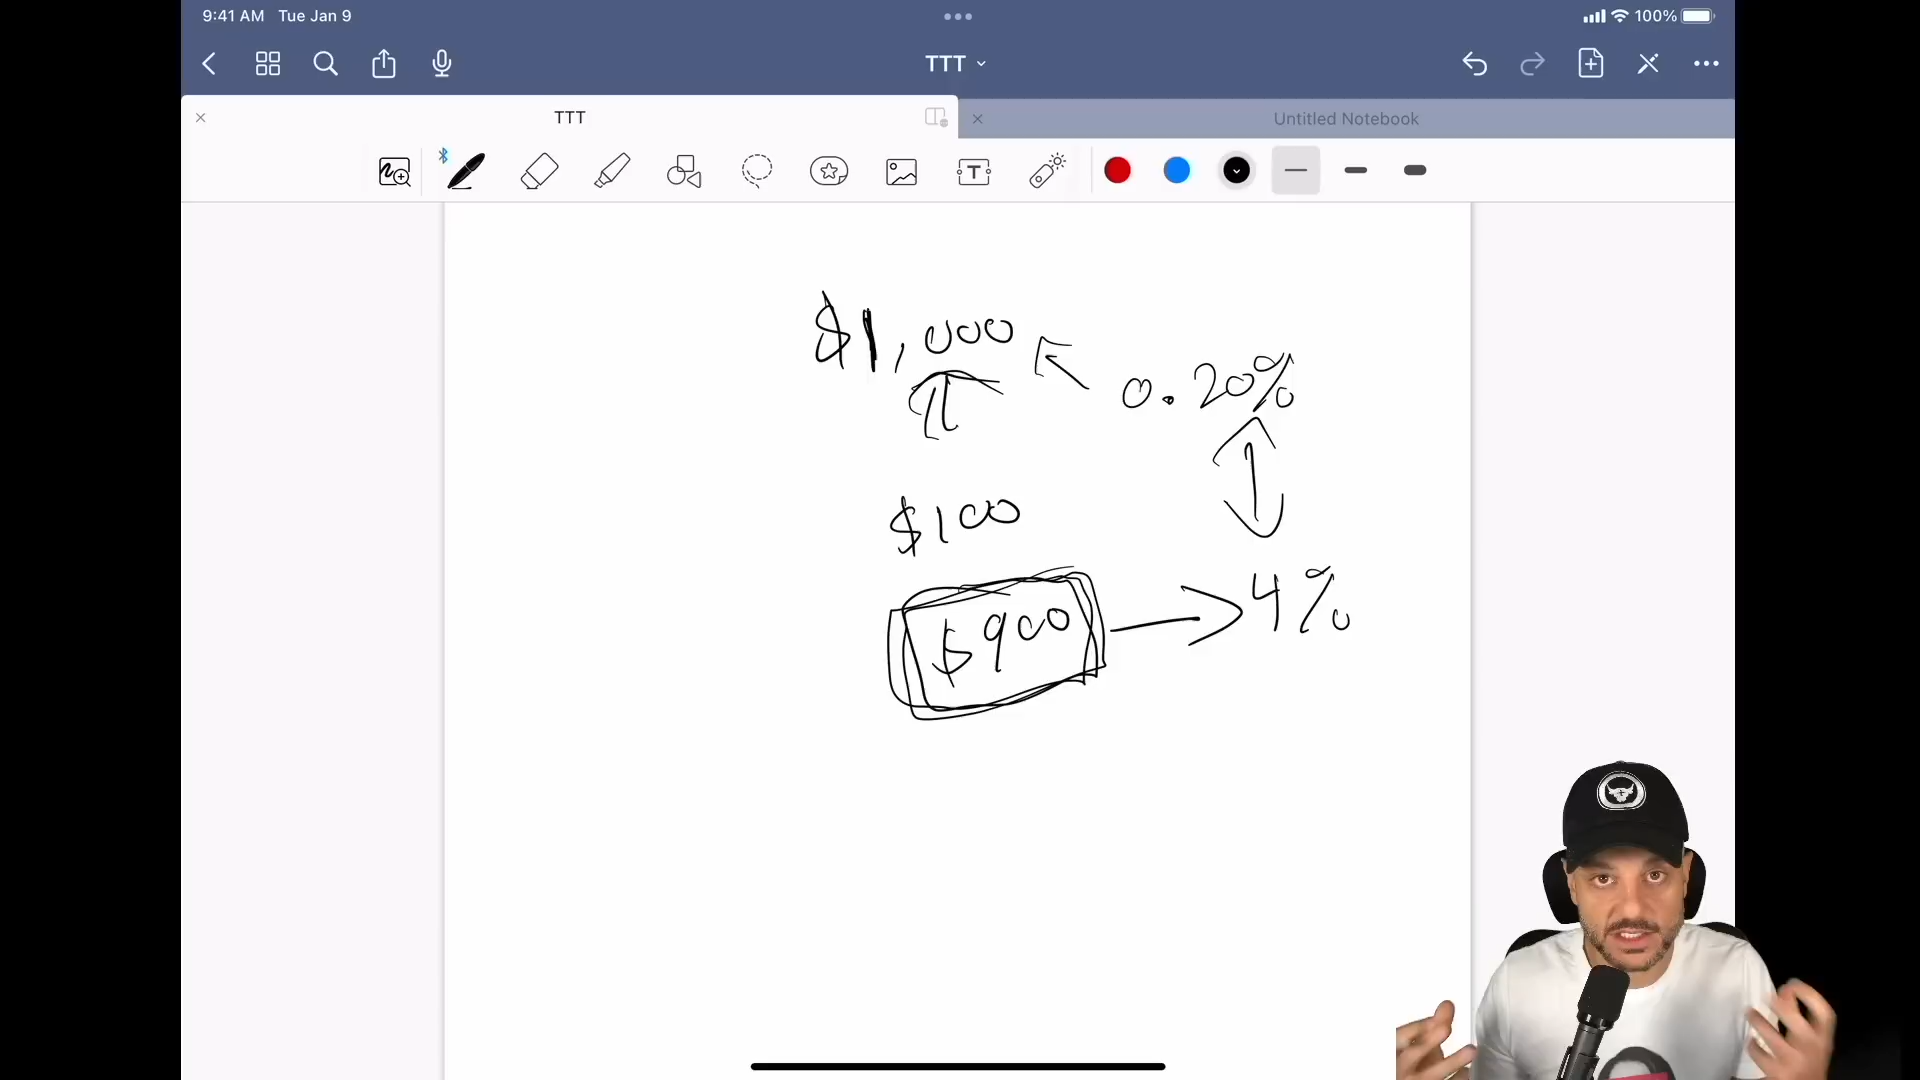 9:41 AM Tue Jan 9
100%
TTT
TTT
Untitled Notebook
T
$1,000
0.20%
$100
$900
4%